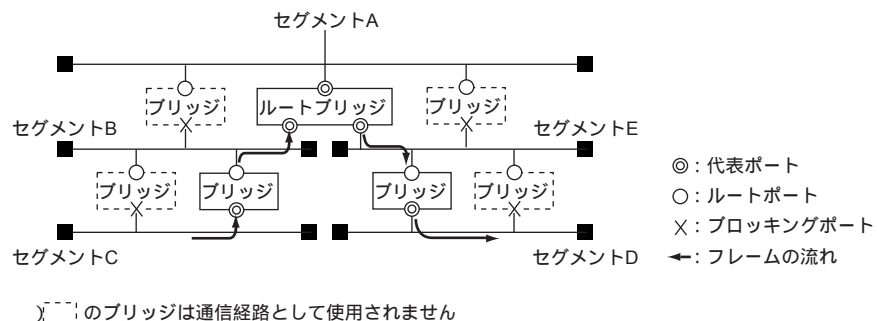 セグメントA
ブリッジ
ルートブリッジ
ブリッジ
セグメントB
セグメントE
ブリッジ
ブリッジ
ブリッジ
ブリッジ
セグメントC
セグメントD
◎：代表ポート
○：ルートポート
×：ブロッキングポート
←：フレームの流れ
）のブリッジは通信経路として使用されません